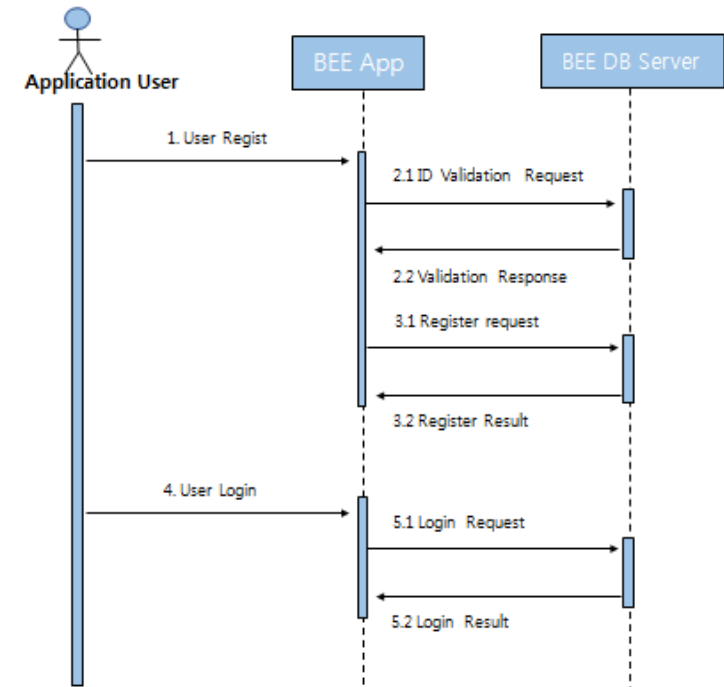 BEE App
BEE DB Server
Application User
1. User Regist
2.1 ID Validation Request
2.2 Validation Response
3.1 Register request
3.2 Register Result
4. User Login
5.1 Login Request
5.2 Login Result